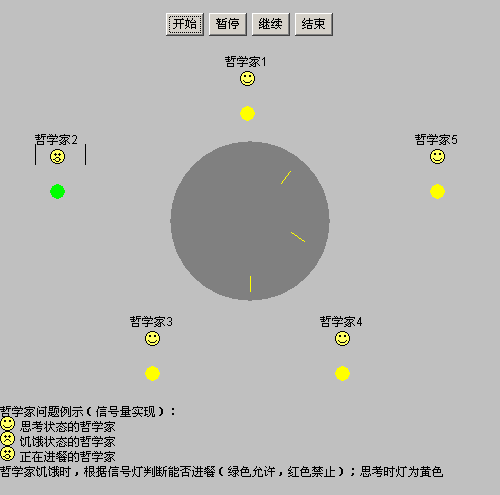 开始 暂停 继续 结束
哲学家1
哲学家2
哲学家5
哲学家3
哲学家4
哲学家问题例示(信号量实现):
思考状态的哲学家
饥饿状态的哲学家
正在进餐的哲学家
哲学家饥饿时,根据信号灯判断能否进餐(绿色允许,红色禁止);思考时灯为黄色